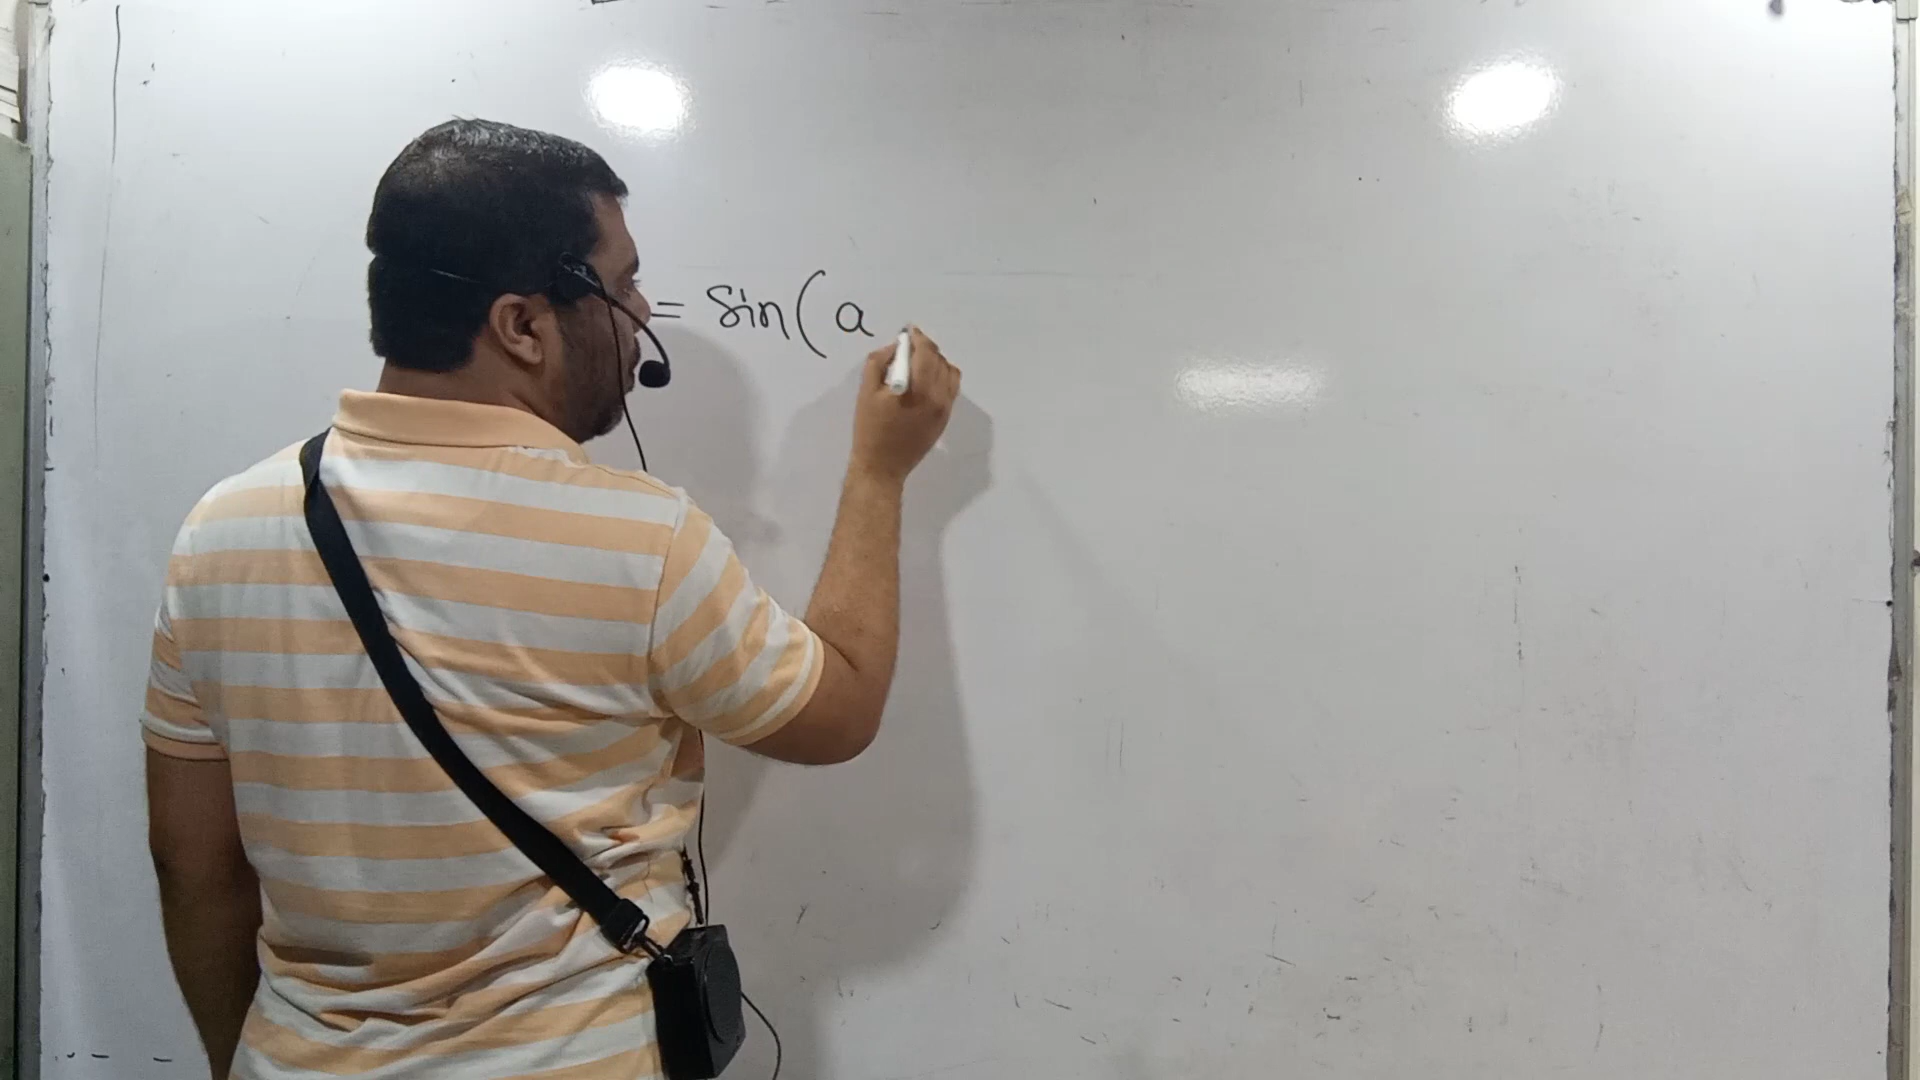 = Sin( a